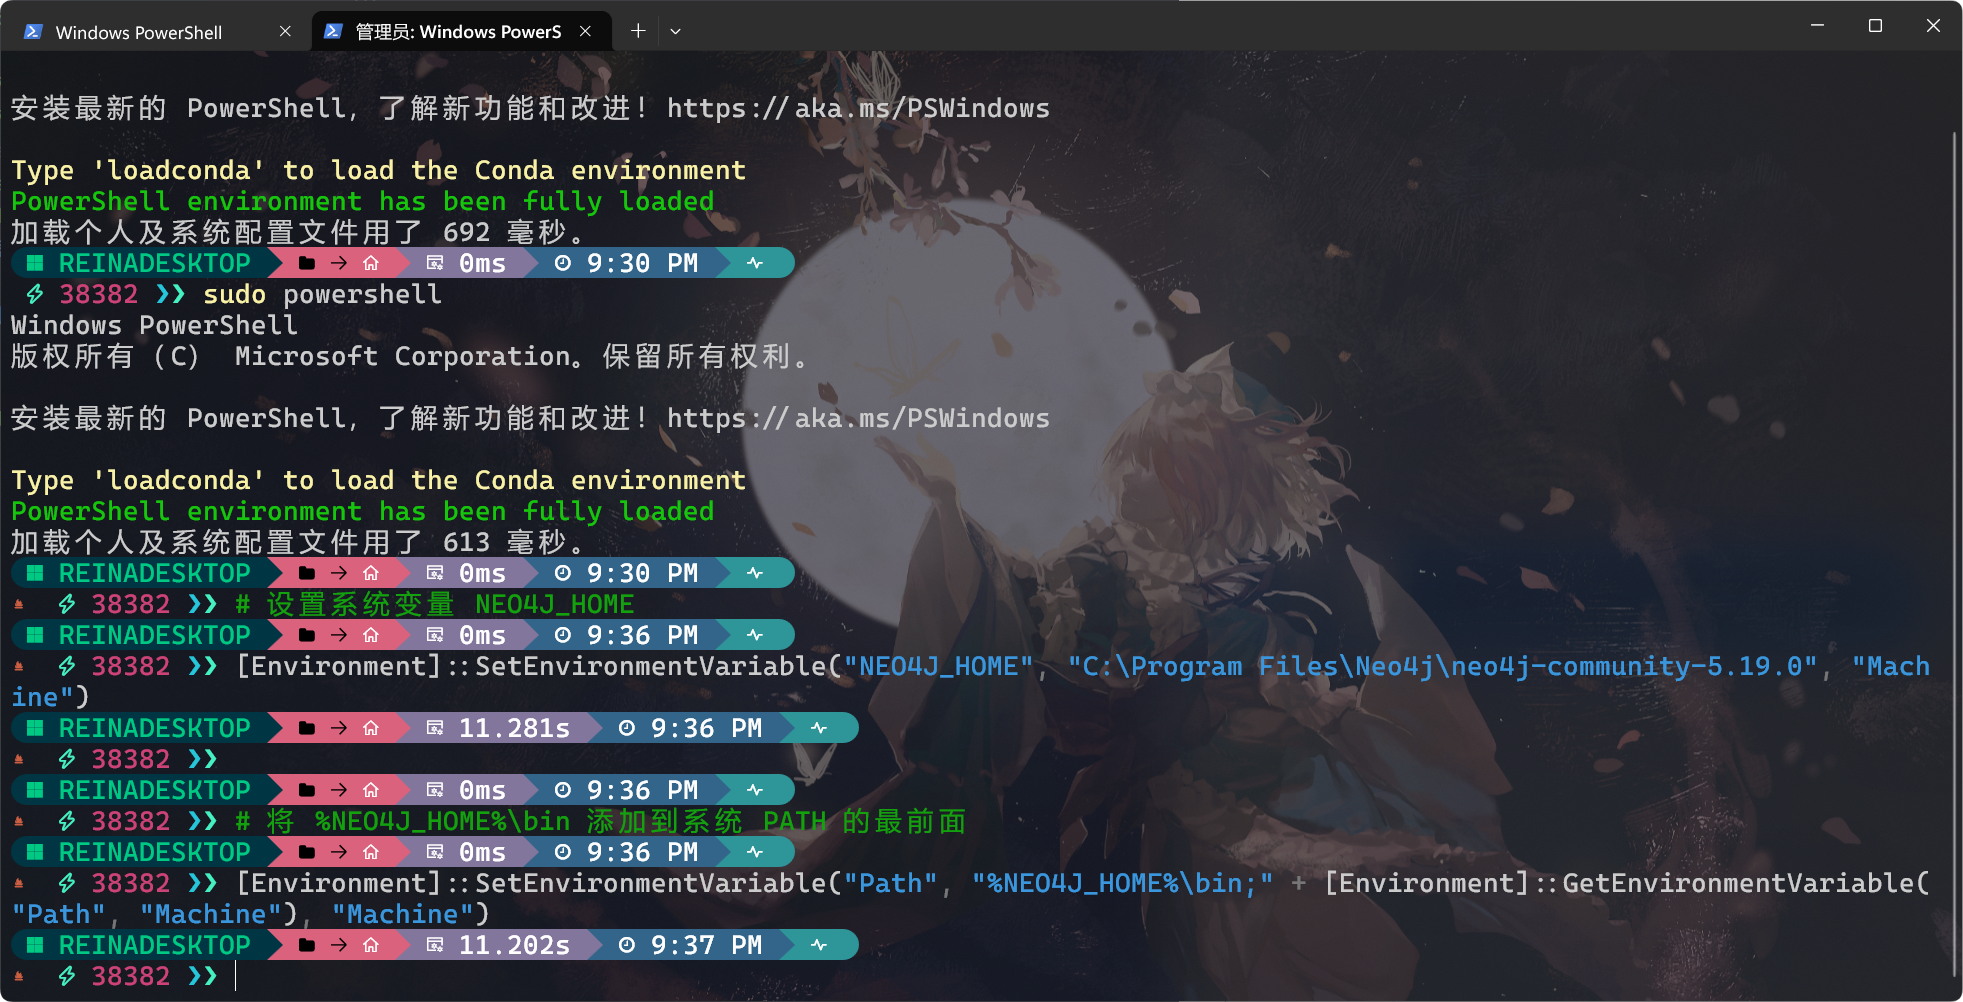 Windows PowerShell
管理员: Windows PowerS
安装最新的 PowerShell，了解新功能和改进！https://aka.ms/PSWindows
Type 'loadconda' to load the Conda environment
PowerShell environment has been fully loaded
加载个人及系统配置文件用了 692 毫秒。
REINADESKTOP → 0ms 9:30 PM
38382 ❯❯ sudo powershell
Windows PowerShell
版权所有 (C)  Microsoft Corporation。保留所有权利。
安装最新的 PowerShell，了解新功能和改进！https://aka.ms/PSWindows
Type 'loadconda' to load the Conda environment
PowerShell environment has been fully loaded
加载个人及系统配置文件用了 613 毫秒。
REINADESKTOP → 0ms 9:30 PM
38382 ❯❯ # 设置系统变量 NEO4J_HOME
REINADESKTOP → 0ms 9:36 PM
38382 ❯❯ [Environment]::SetEnvironmentVariable("NEO4J_HOME", "C:\Program Files\Neo4j\neo4j-community-5.19.0", "Mach
ine")
REINADESKTOP → 11.281s 9:36 PM
38382 ❯❯
REINADESKTOP → 0ms 9:36 PM
38382 ❯❯ # 将 %NEO4J_HOME%\bin 添加到系统 PATH 的最前面
REINADESKTOP → 0ms 9:36 PM
38382 ❯❯ [Environment]::SetEnvironmentVariable("Path", "%NEO4J_HOME%\bin;" + [Environment]::GetEnvironmentVariable(
"Path", "Machine"), "Machine")
REINADESKTOP → 11.202s 9:37 PM
38382 ❯❯